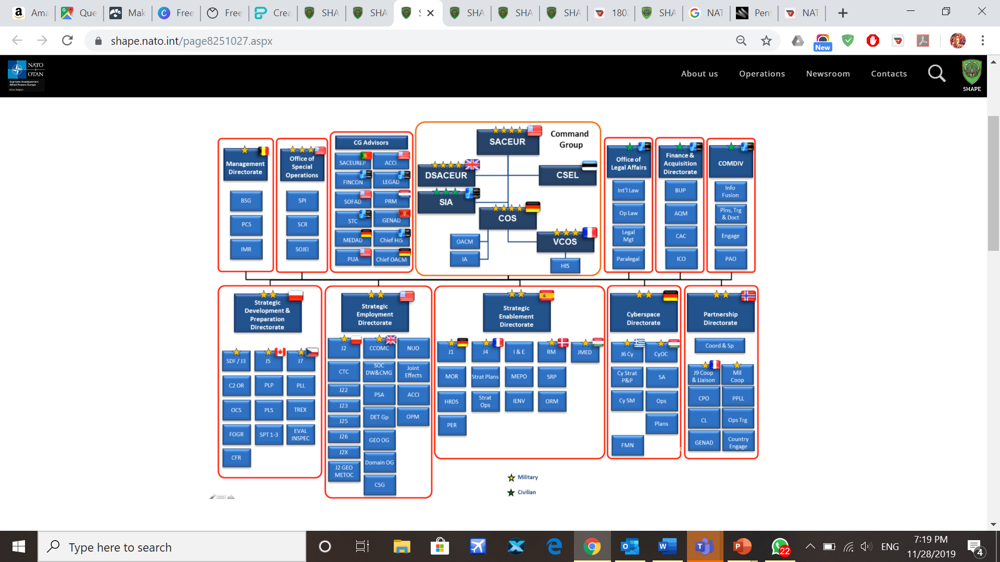 Ama
Que
Mak
Free
Free
Crea
SHA
SHA
SHA
SHA
SHA
180
SHA
NAT
Pen
NAT
shape.nato.int/page8251027.aspx
New
NATO
OTAN
Supreme Headquarters
Allied Powers Europe
About us
Operations
Newsroom
Contacts
SHAPE
Management
Directorate
BSG
PCS
IMR
Office of
Special
Operations
SPI
SCR
SOJEI
CG Advisors
SACEUREP
ACCI
FINCON
LEGAD
SOFAD
PRM
STC
GENAD
MEDAD
Chief HIS
PUA
Chief OACM
Command
Group
SACEUR
DSACEUR
CSEL
SIA
COS
OACM
IA
VCOS
HIS
Office of
Legal Affairs
Int'l Law
Op Law
Legal
Mgt
Paralegal
Finance &
Acquisition
Directorate
BUP
AQM
CAC
ICO
COMDIV
Info
Fusion
Plns, Trg
& Doct
Engage
PAO
Strategic
Development &
Preparation
Directorate
SDF / J3
J5
J7
C2 OR
PLP
PLL
OCS
PLS
TREX
FOGR
SPT 1-3
EVAL
INSPEC
CFR
Strategic
Employment
Directorate
J2
CCOMC
NUO
CTC
SOC
DW&CMG
Joint
Effects
J22
PSA
ACCI
J23
J25
DET Gp
OPM
J26
GEO OG
J2X
J2 GEO
METOC
Domain OG
CSG
Strategic
Enablement
Directorate
J1
J4
I & E
RM
JMED
MOR
Strat Plans
MEPO
SRP
HRDS
Strat
Ops
IENV
ORM
PER
Cyberspace
Directorate
J6 Cy
CyOC
Cy Strat
P&P
SA
Cy SM
Ops
Plans
FMN
Partnership
Directorate
Coord & Sp
J9 Coop
& Liaison
Mil
Coop
CPO
PPLL
CL
Ops Trg
GENAD
Country
Engage
Military
Civilian
Type here to search
22
ENG
7:19 PM
11/28/2019
4